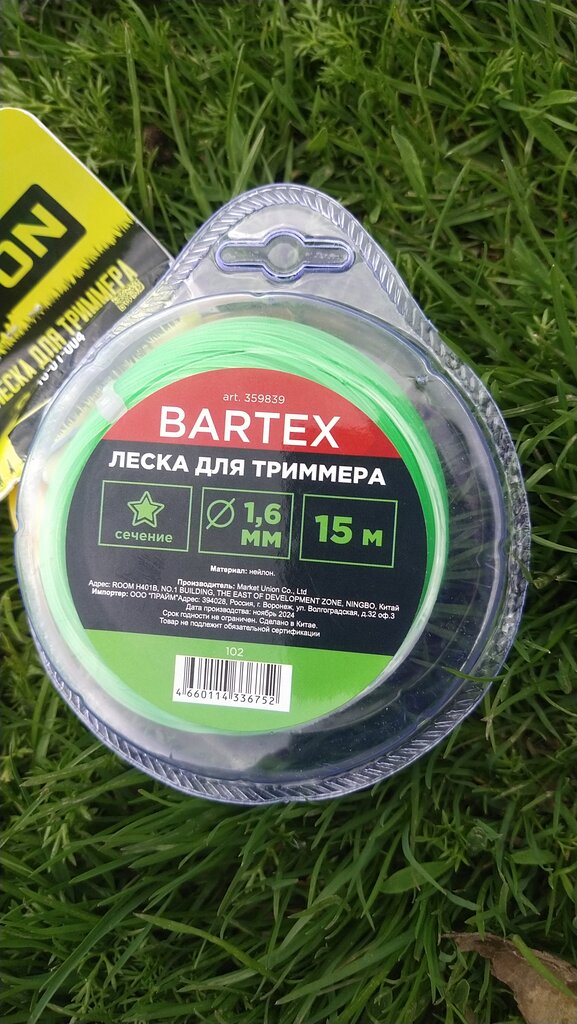 ON
ЛЕСКА ДЛЯ ТРИММЕРА
art. 359839
BARTEX
ЛЕСКА ДЛЯ ТРИММЕРА
сечение
1,6
ММ
15 м
Материал: нейлон.
Производитель: Market Union Co., Ltd
Адрес: ROOM H401B, NO.1 BUILDING, THE EAST OF DEVELOPMENT ZONE, NINGBO, Китай
Импортер: ООО "ПРАЙМ"Адрес: 394028, Россия, г. Воронеж, ул. Волгоградская, д.32 оф.3
Дата производства: ноябрь 2024
Срок годности не ограничен. Сделано в Китае.
Товар не подлежит обязательной сертификации
102
4 660114 336752